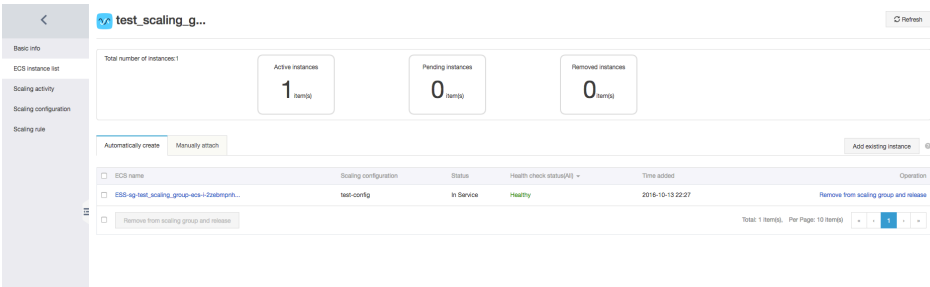 test_scaling_g...
Refresh
Basic info
ECS instance list
Scaling activity
Scaling configuration
Scaling rule
Total number of instances:1
Active instances
1 item(s)
Pending instances
0 item(s)
Removed instances
0 item(s)
Automatically create Manually attach
Add existing instance
ECS name Scaling configuration Status Health check status(All) Time added Operation
ESS-sg-test_scaling_group-ecs-i-2zebmpnh... test-config In Service Healthy 2016-10-13 22:27 Remove from scaling group and release
Remove from scaling group and release
Total: 1 item(s), Per Page: 10 item(s) « ‹ 1 › »